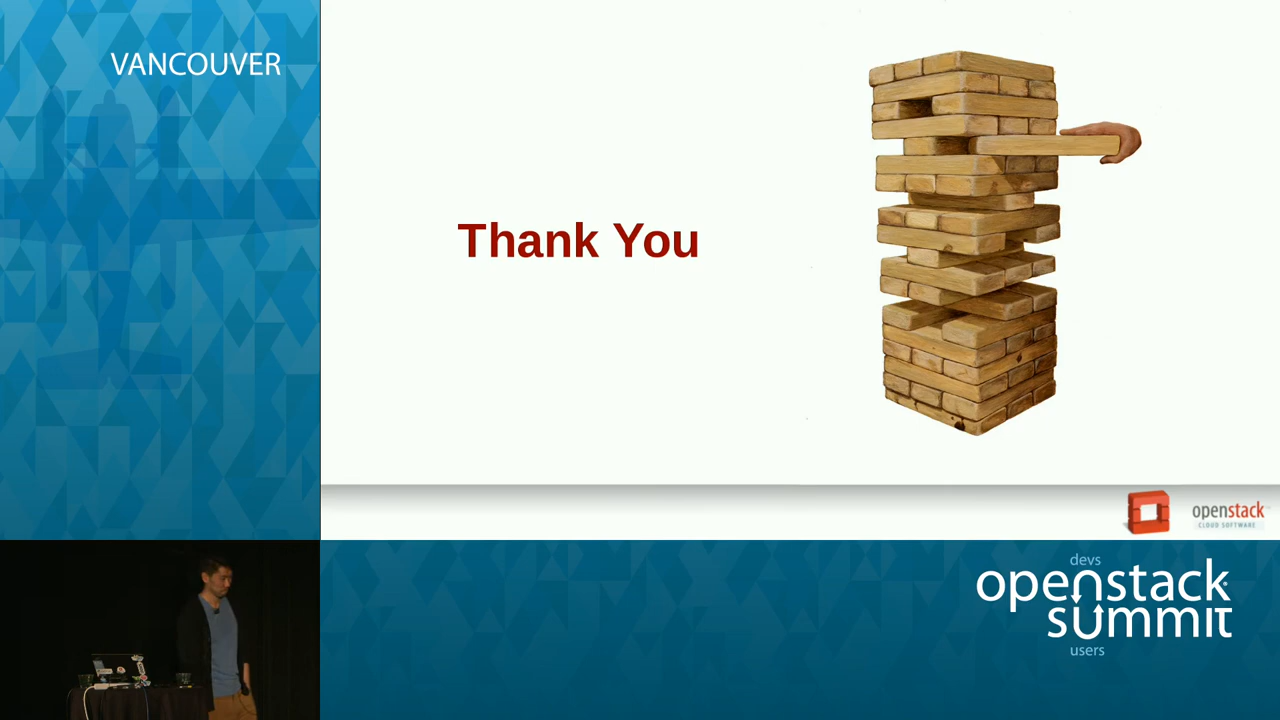 VANCOUVER
Thank You
openstack
CLOUD SOFTWARE
devs
openstack
summit
users